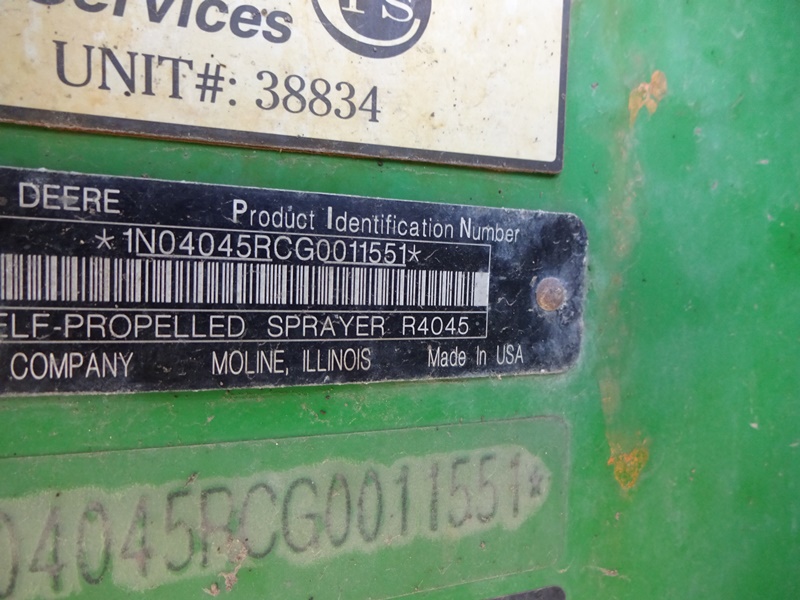 Services
UNIT#: 38834
DEERE
Product Identification Number
*1N04045RCG0011551*
ELF-PROPELLED SPRAYER R4045
COMPANY MOLINE, ILLINOIS Made In USA
04045RCG0011551*